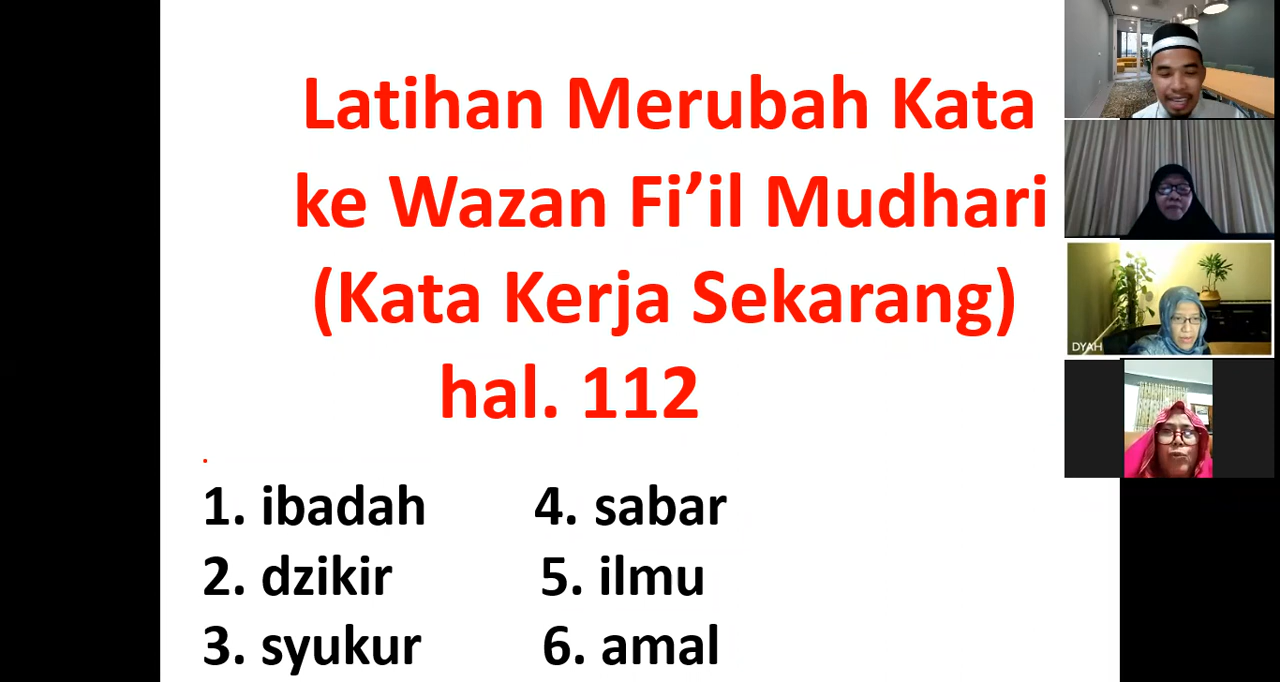 Latihan Merubah Kata
ke Wazan Fi’il Mudhari
(Kata Kerja Sekarang)
hal. 112
.
1. ibadah 4. sabar
2. dzikir 5. ilmu
3. syukur 6. amal
DYAH